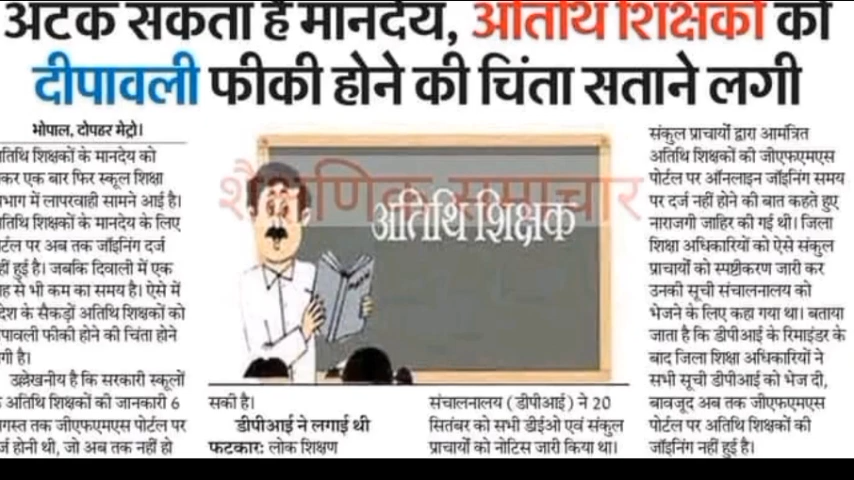 अटक सकता है मानदेय, अतिथि शिक्षकों को
दीपावली फीकी होने की चिंता सताने लगी
भोपाल, दोपहर मेट्रो।
तिथि शिक्षकों के मानदेय को
कर एक बार फिर स्कूल शिक्षा
भाग में लापरवाही सामने आई है।
तिथि शिक्षकों के मानदेय के लिए
र्टल पर अब तक जॉइनिंग दर्ज
हीं हुई है। जबकि दिवाली में एक
ह से भी कम का समय है। ऐसे में
देश के सैकड़ों अतिथि शिक्षकों को
पावली फीकी होने की चिंता होने
गी है।
उल्लेखनीय है कि सरकारी स्कूलों
अतिथि शिक्षकों की जानकारी 6
गस्त तक जीएफएमएस पोर्टल पर
र्ज होनी थी, जो अब तक नहीं हो
शैक्षणिक समाचार
अतिथि शिक्षक
सकी है।
डीपीआई ने लगाई थी
फटकार: लोक शिक्षण
संचालनालय (डीपीआई) ने 20
सितंबर को सभी डीईओ एवं संकुल
प्राचार्यों को नोटिस जारी किया था।
संकुल प्राचार्यों द्वारा आमंत्रित
अतिथि शिक्षकों की जीएफएमएस
पोर्टल पर ऑनलाइन जॉइनिंग समय
पर दर्ज नहीं होने की बात कहते हुए
नाराजगी जाहिर की गई थी। जिला
शिक्षा अधिकारियों को ऐसे संकुल
प्राचार्यों को स्पष्टीकरण जारी कर
उनकी सूची संचालनालय को
भेजने के लिए कहा गया था। बताया
जाता है कि डीपीआई के रिमाइंडर के
बाद जिला शिक्षा अधिकारियों ने
सभी सूची डीपीआई को भेज दी,
बावजूद अब तक जीएफएमएस
पोर्टल पर अतिथि शिक्षकों की
जॉइनिंग नहीं हुई है।